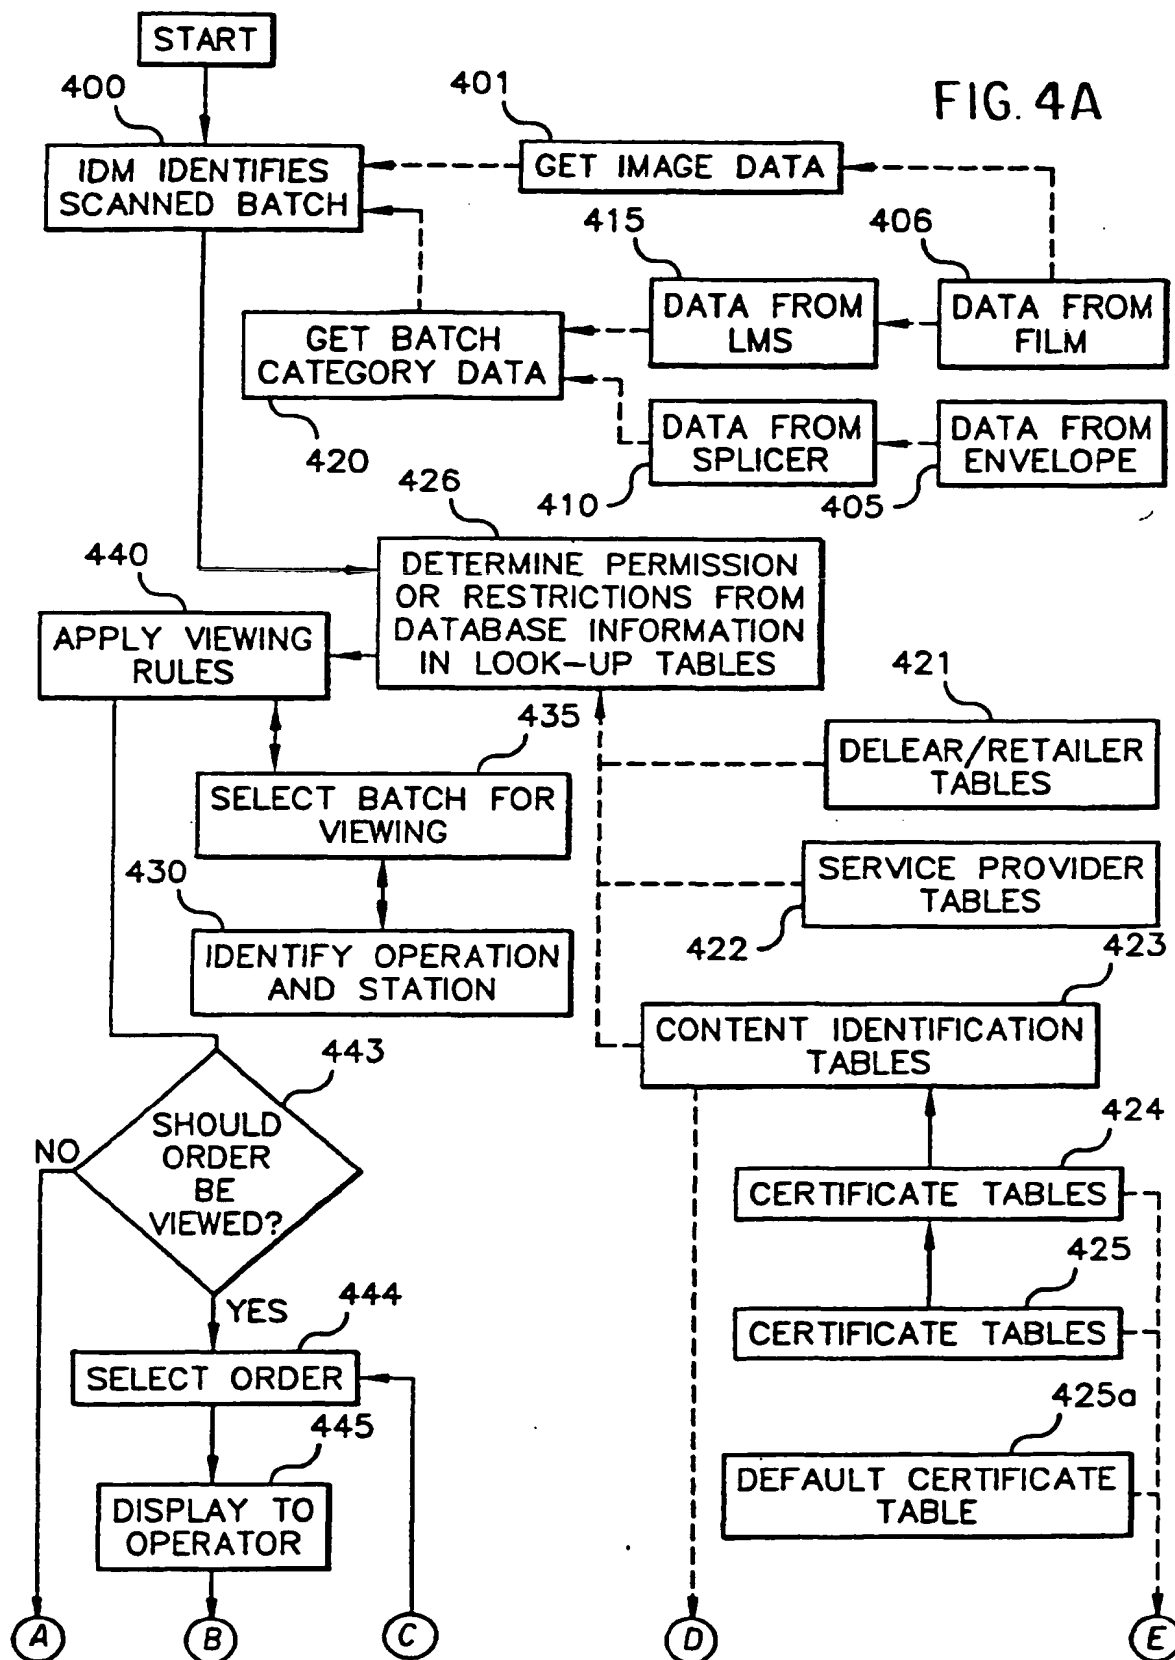 START
400
401
FIG. 4A
IDM IDENTIFIES
SCANNED BATCH
GET IMAGE DATA
415
406
DATA FROM
LMS
DATA FROM
FILM
GET BATCH
CATEGORY DATA
420
DATA FROM
SPLICER
410
DATA FROM
ENVELOPE
405
426
DETERMINE PERMISSION
OR RESTRICTIONS FROM
DATABASE INFORMATION
IN LOOK-UP TABLES
440
APPLY VIEWING
RULES
421
DELEAR/RETAILER
TABLES
435
SELECT BATCH FOR
VIEWING
SERVICE PROVIDER
TABLES
422
430
IDENTIFY OPERATION
AND STATION
423
CONTENT IDENTIFICATION
TABLES
443
SHOULD
ORDER
BE
VIEWED?
NO
YES
424
CERTIFICATE TABLES
425
CERTIFICATE TABLES
444
SELECT ORDER
425a
DEFAULT CERTIFICATE
TABLE
445
DISPLAY TO
OPERATOR
A
B
C
D
E